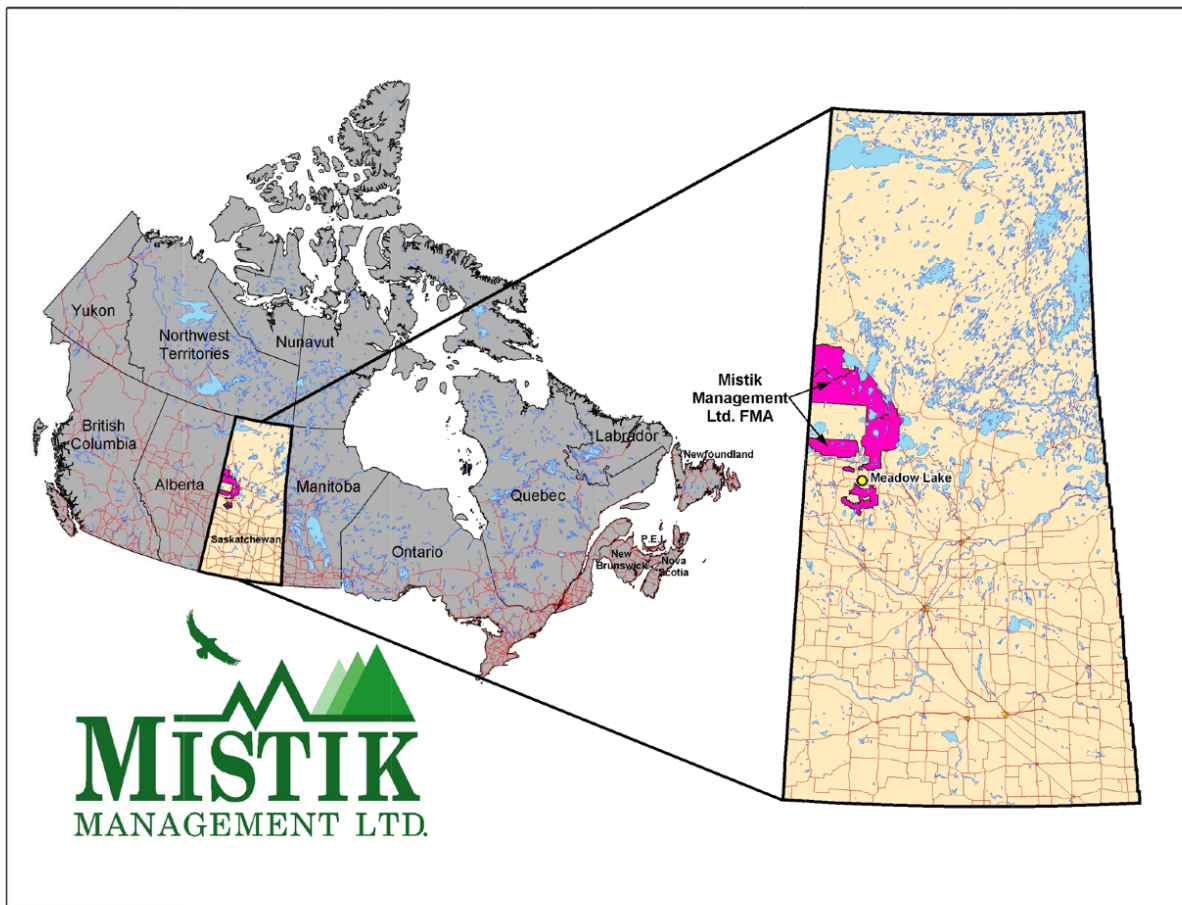 Yukon
Northwest
Territories
Nunavut
British
Columbia
Alberta
Saskatchewan
Manitoba
Ontario
Quebec
Labrador
Newfoundland
P.E.I.
New
Brunswick
Nova
Scotia
Mistik
Management
Ltd. FMA
Meadow Lake
MISTIK
MANAGEMENT LTD.